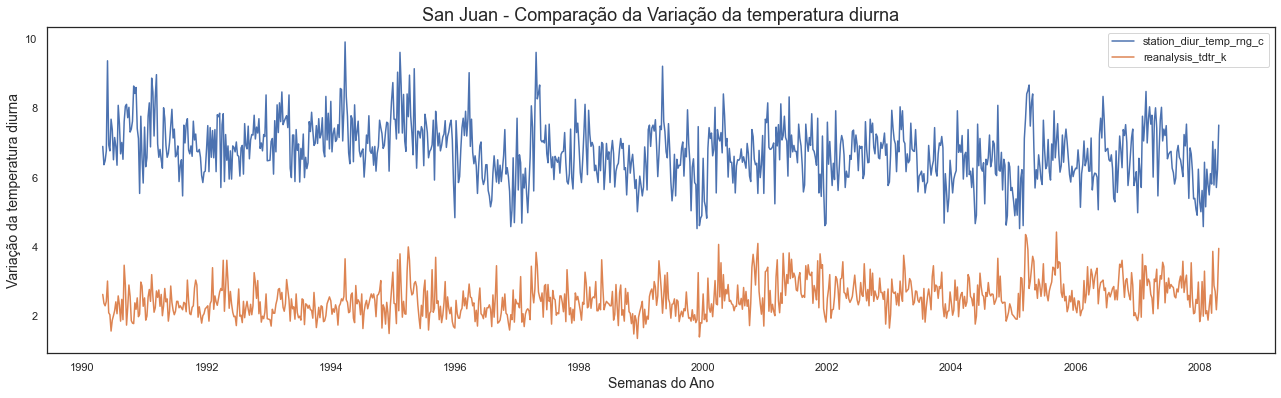 San Juan - Comparação da Variação da temperatura diurna
station_diur_temp_rng_c
reanalysis_tdtr_k
Variação da temperatura diurna
10
8
6
4
2
1990 1992 1994 1996 1998 2000 2002 2004 2006 2008
Semanas do Ano